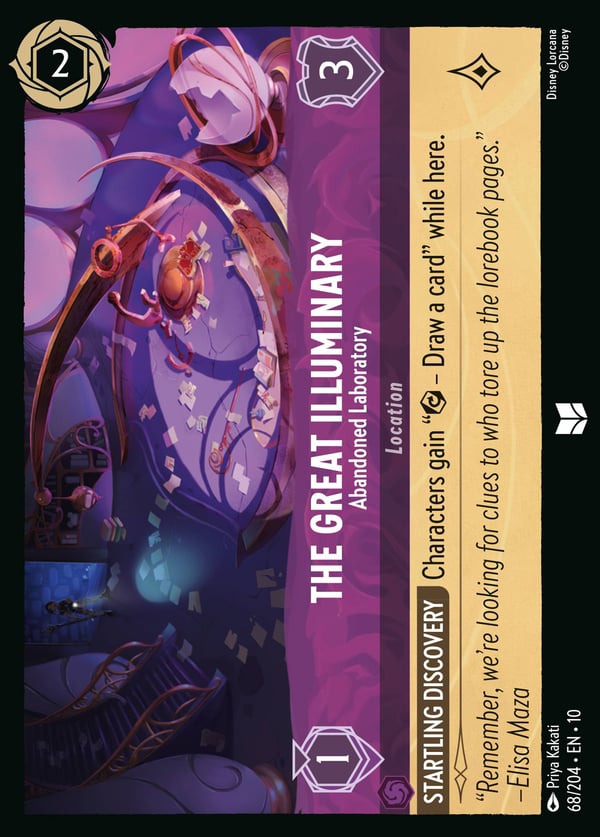 2
3
THE GREAT ILLUMINARY
Abandoned Laboratory
Location
1
STARTLING DISCOVERY Characters gain “ – Draw a card” while here.
“Remember, we’re looking for clues to who tore up the lorebook pages.”
–Elisa Maza
Priya Kakati
68/204 • EN • 10
Disney Lorcana
©Disney